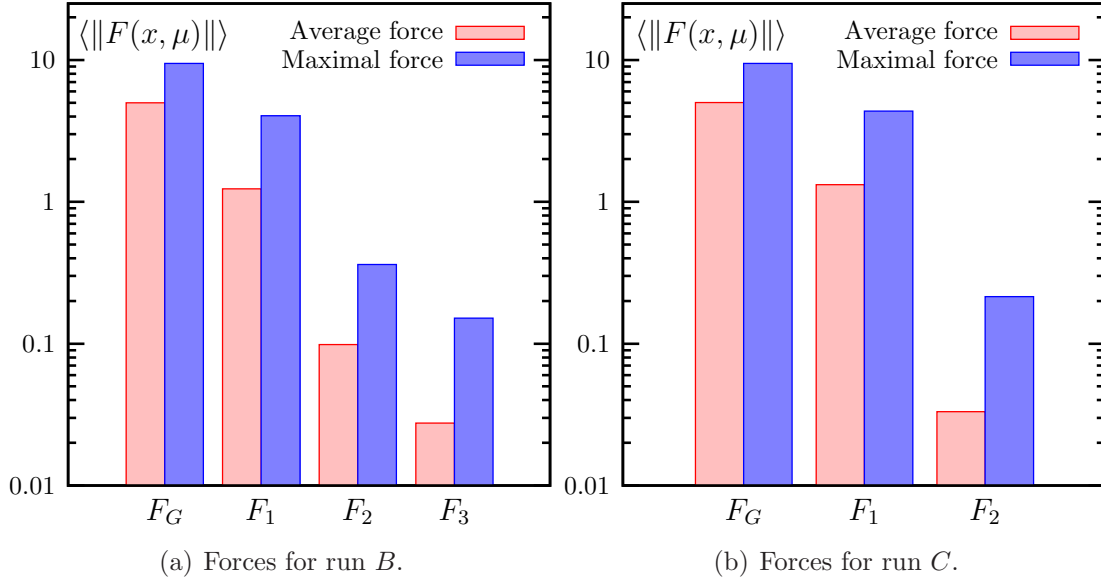 ⟨‖F(x, μ)‖⟩
Average force
Maximal force
10
1
0.1
0.01
F_G F_1 F_2 F_3
(a) Forces for run B.
⟨‖F(x, μ)‖⟩
Average force
Maximal force
10
1
0.1
0.01
F_G F_1 F_2
(b) Forces for run C.